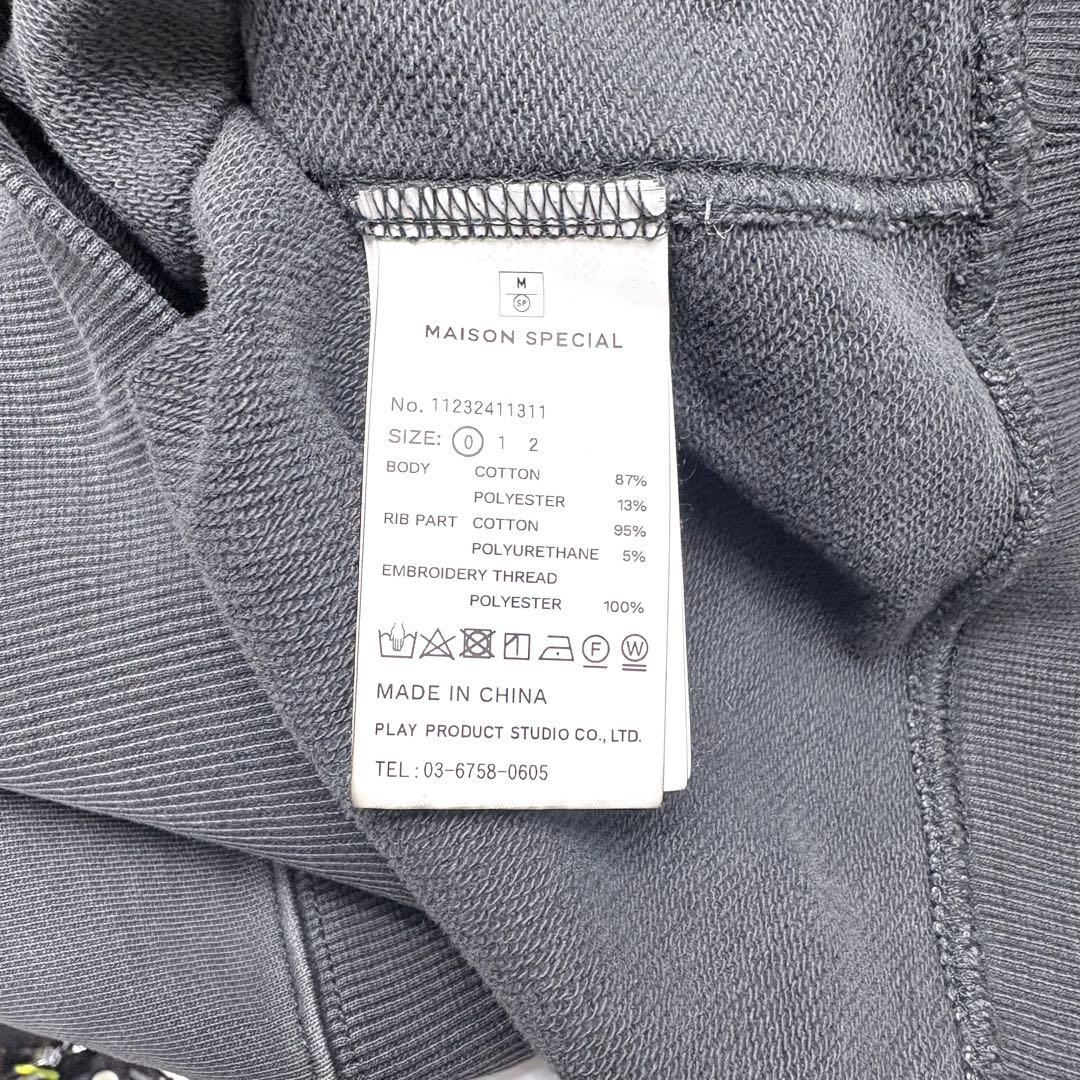 M
SP
MAISON SPECIAL
No. 11232411311
SIZE: 0 1 2
BODY COTTON 87%
POLYESTER 13%
RIB PART COTTON 95%
POLYURETHANE 5%
EMBROIDERY THREAD
POLYESTER 100%
F W
MADE IN CHINA
PLAY PRODUCT STUDIO CO., LTD.
TEL : 03-6758-0605